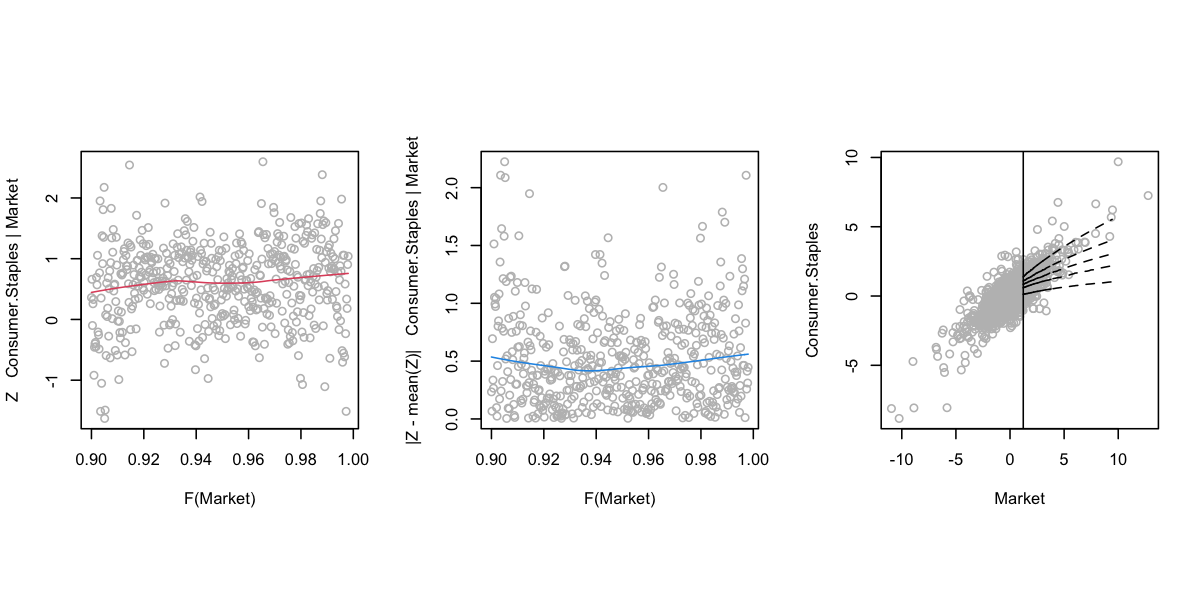 Z   Consumer.Staples | Market
2
1
0
-1
0.90 0.92 0.94 0.96 0.98 1.00
F(Market)
|Z - mean(Z)|   Consumer.Staples | Market
2.0
1.5
1.0
0.5
0.0
0.90 0.92 0.94 0.96 0.98 1.00
F(Market)
Consumer.Staples
10
5
0
-5
-10 -5 0 5 10
Market